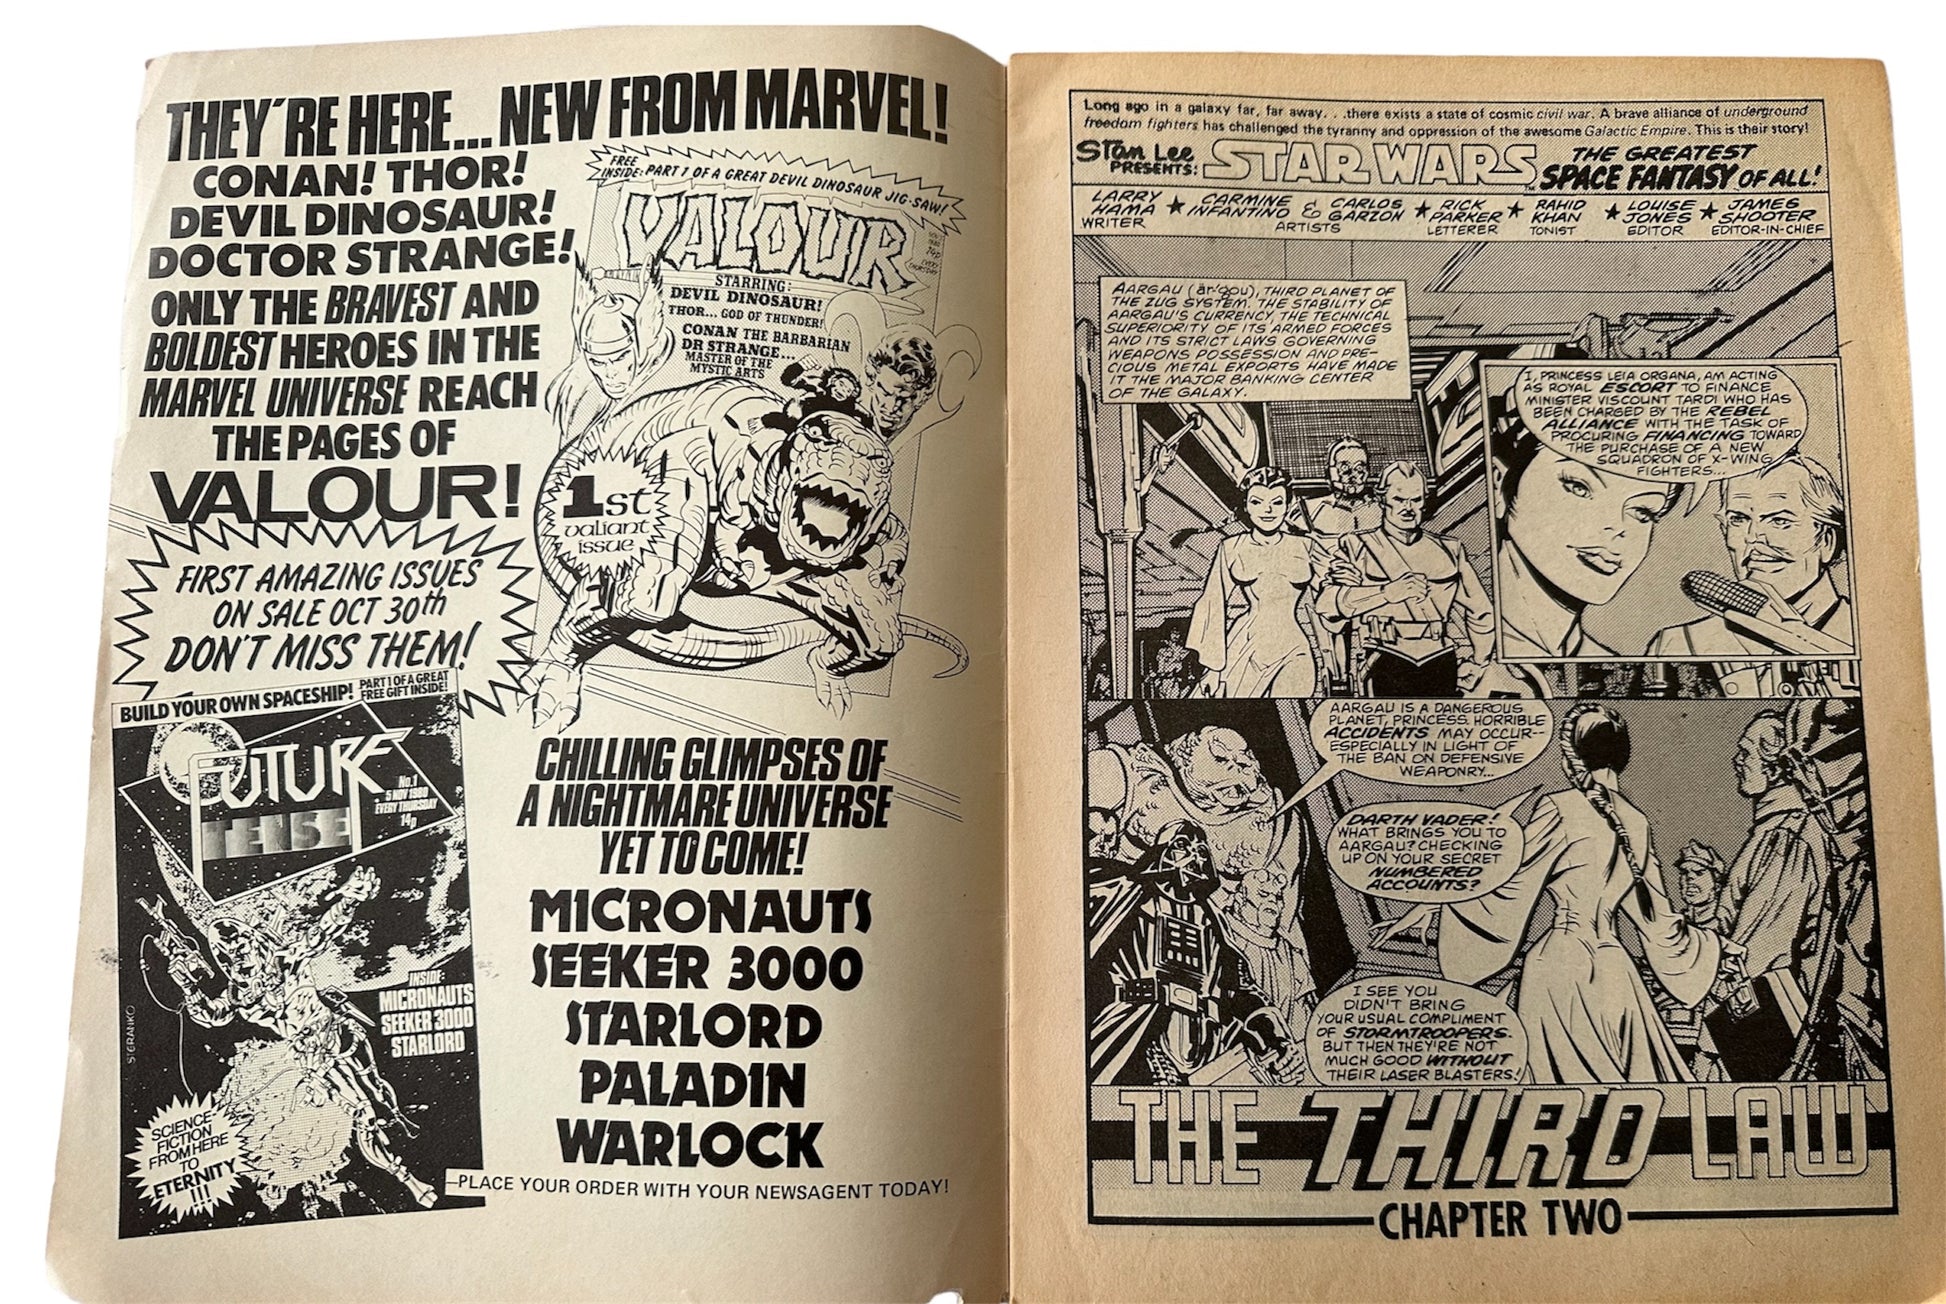 THEY'RE HERE... NEW FROM MARVEL!
CONAN! THOR!
DEVIL DINOSAUR!
DOCTOR STRANGE!
ONLY THE BRAVEST AND
BOLDEST HEROES IN THE
MARVEL UNIVERSE REACH
THE PAGES OF
VALOUR!
FIRST AMAZING ISSUES
ON SALE OCT 30th
DON'T MISS THEM!
FREE
INSIDE: PART 1 OF A GREAT DEVIL DINOSAUR JIG-SAW!
VALOUR
14p
EVERY
THURSDAY
STARRING:
DEVIL DINOSAUR!
THOR... GOD OF THUNDER!
CONAN THE BARBARIAN
DR STRANGE...
MASTER OF THE
MYSTIC ARTS
1st
valiant
issue
BUILD YOUR OWN SPACESHIP! PART 1 OF A GREAT
FREE GIFT INSIDE!
FUTURE
TENSE
No.1
5 NOV 1980
EVERY THURSDAY
14p
INSIDE:
MICRONAUTS
SEEKER 3000
STARLORD
STERANKO
SCIENCE-
FICTION
FROM HERE
TO
ETERNITY
!!!
CHILLING GLIMPSES OF
A NIGHTMARE UNIVERSE
YET TO COME!
MICRONAUTS
SEEKER 3000
STARLORD
PALADIN
WARLOCK
—PLACE YOUR ORDER WITH YOUR NEWSAGENT TODAY!
Long ago in a galaxy far, far away. . .there exists a state of cosmic civil war. A brave alliance of underground
freedom fighters has challenged the tyranny and oppression of the awesome Galactic Empire. This is their story!
Stan Lee
PRESENTS:
STAR WARS
TM
THE GREATEST
SPACE FANTASY OF ALL!
LARRY
HAMA
WRITER
★ CARMINE
INFANTINO
& CARLOS
GARZON
ARTISTS
★ RICK
PARKER
LETTERER
★ RAHID
KHAN
TONIST
★ LOUISE
JONES
EDITOR
★ JAMES
SHOOTER
EDITOR-IN-CHIEF
AARGAU (är·gou), THIRD PLANET OF
THE ZUG SYSTEM. THE STABILITY OF
AARGAU'S CURRENCY, THE TECHNICAL
SUPERIORITY OF ITS ARMED FORCES
AND ITS STRICT LAWS GOVERNING
WEAPONS POSSESSION AND PRE-
CIOUS METAL EXPORTS HAVE MADE
IT THE MAJOR BANKING CENTER
OF THE GALAXY.
I, PRINCESS LEIA ORGANA, AM ACTING
AS ROYAL ESCORT TO FINANCE
MINISTER VISCOUNT TARDI WHO HAS
BEEN CHARGED BY THE REBEL
ALLIANCE WITH THE TASK OF
PROCURING FINANCING TOWARD
THE PURCHASE OF A NEW
SQUADRON OF X-WING
FIGHTERS...
AARGAU IS A DANGEROUS
PLANET, PRINCESS. HORRIBLE
ACCIDENTS MAY OCCUR--
ESPECIALLY IN LIGHT OF
THE BAN ON DEFENSIVE
WEAPONRY...
DARTH VADER!
WHAT BRINGS YOU TO
AARGAU? CHECKING
UP ON YOUR SECRET
NUMBERED
ACCOUNTS?
I SEE YOU
DIDN'T BRING
YOUR USUAL COMPLIMENT
OF STORMTROOPERS.
BUT THEN THEY'RE NOT
MUCH GOOD WITHOUT
THEIR LASER BLASTERS!
THE THIRD LAW
CHAPTER TWO